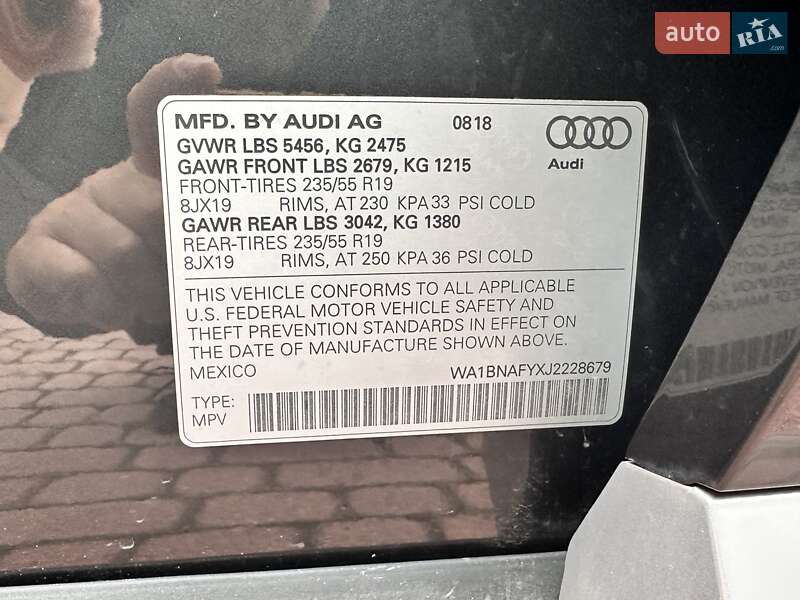 auto RIA.com
MFD. BY AUDI AG 0818
GVWR LBS 5456, KG 2475
GAWR FRONT LBS 2679, KG 1215
FRONT-TIRES 235/55 R19
8JX19 RIMS, AT 230 KPA 33 PSI COLD
GAWR REAR LBS 3042, KG 1380
REAR-TIRES 235/55 R19
8JX19 RIMS, AT 250 KPA 36 PSI COLD
Audi
THIS VEHICLE CONFORMS TO ALL APPLICABLE
U.S. FEDERAL MOTOR VEHICLE SAFETY AND
THEFT PREVENTION STANDARDS IN EFFECT ON
THE DATE OF MANUFACTURE SHOWN ABOVE.
MEXICO WA1BNAFYXJ2228679
TYPE:
MPV